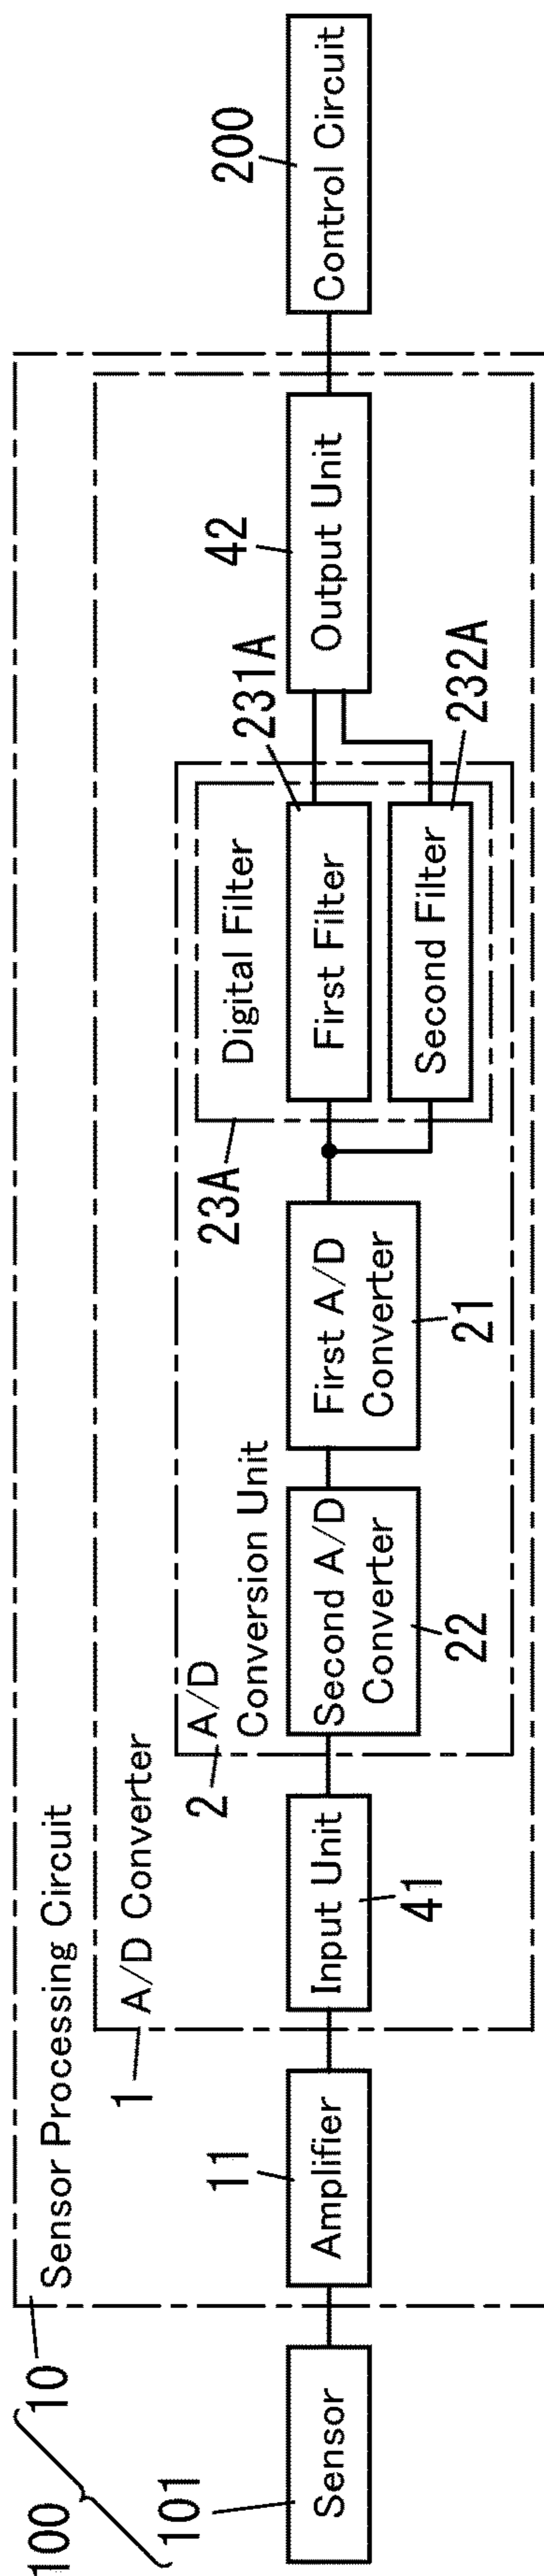 100
10
Sensor Processing Circuit
1
A/D Converter
2
A/D
Conversion Unit
23A
Digital Filter
101
Sensor
11
Amplifier
Input Unit
41
Second A/D
Converter
22
First A/D
Converter
21
First Filter
231A
Second Filter
232A
42
Output Unit
200
Control Circuit